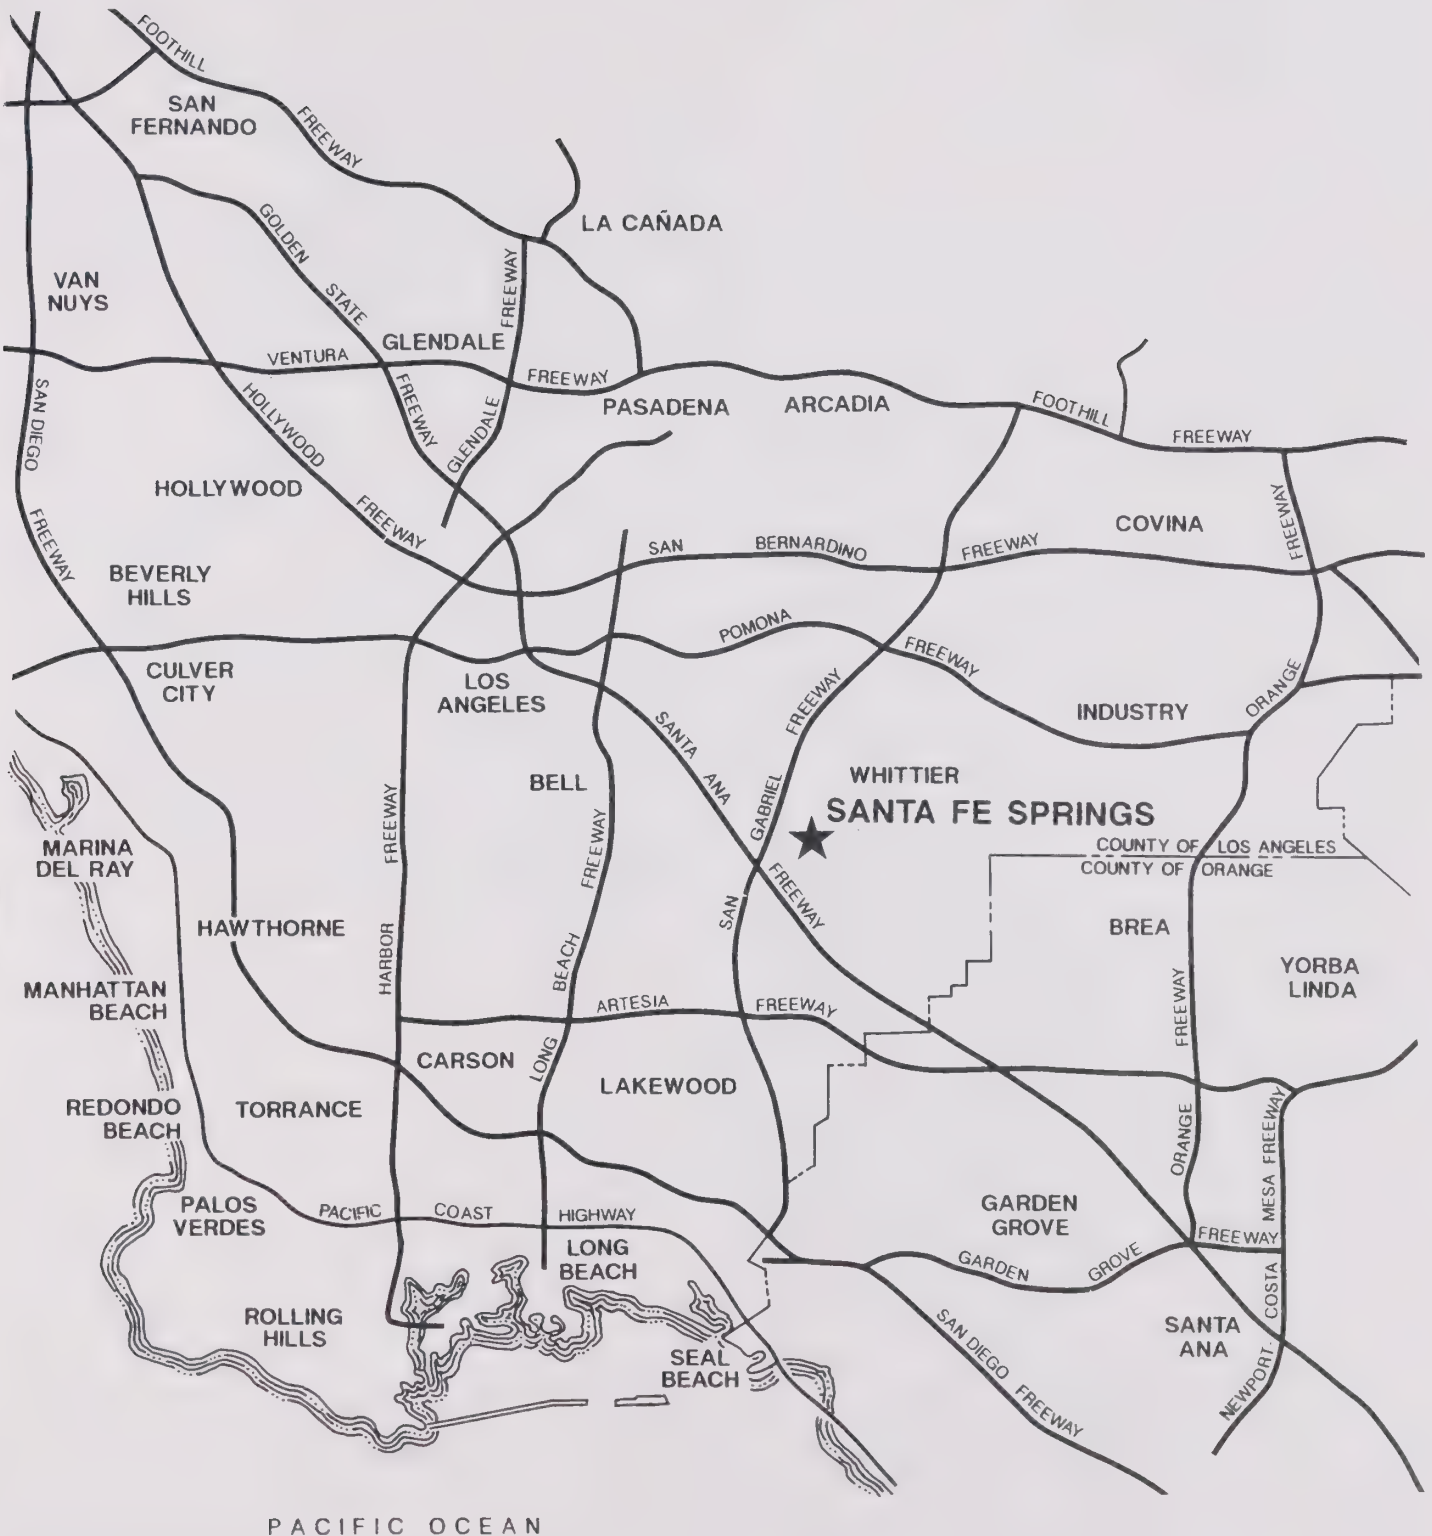 FOOTHILL
FREEWAY
SAN
FERNANDO
LA CAÑADA
GOLDEN
STATE
FREEWAY
VAN
NUYS
GLENDALE
FREEWAY
GLENDALE
VENTURA
FREEWAY
PASADENA
ARCADIA
FOOTHILL
FREEWAY
SAN DIEGO
FREEWAY
HOLLYWOOD
FREEWAY
HOLLYWOOD
COVINA
FREEWAY
ORANGE
SAN
BERNARDINO
FREEWAY
BEVERLY
HILLS
POMONA
FREEWAY
CULVER
CITY
LOS
ANGELES
SANTA
ANA
FREEWAY
FREEWAY
GABRIEL
SAN
INDUSTRY
BELL
WHITTIER
SANTA FE SPRINGS
COUNTY OF LOS ANGELES
COUNTY OF ORANGE
MARINA
DEL RAY
FREEWAY
HARBOR
FREEWAY
BEACH
LONG
HAWTHORNE
BREA
YORBA
LINDA
MANHATTAN
BEACH
ARTESIA
FREEWAY
FREEWAY
ORANGE
CARSON
LAKEWOOD
REDONDO
BEACH
TORRANCE
COSTA MESA FREEWAY
NEWPORT
PALOS
VERDES
PACIFIC
COAST
HIGHWAY
GARDEN
GROVE
GARDEN
GROVE
FREEWAY
LONG
BEACH
ROLLING
HILLS
SEAL
BEACH
SAN DIEGO
FREEWAY
SANTA
ANA
PACIFIC OCEAN